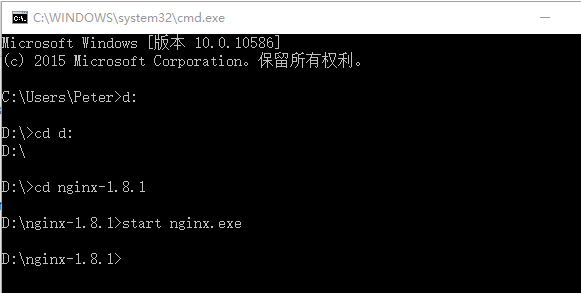 C:\WINDOWS\system32\cmd.exe
Microsoft Windows [版本 10.0.10586]
(c) 2015 Microsoft Corporation。保留所有权利。
C:\Users\Peter>d:
D:\>cd d:
D:\
D:\>cd nginx-1.8.1
D:\nginx-1.8.1>start nginx.exe
D:\nginx-1.8.1>